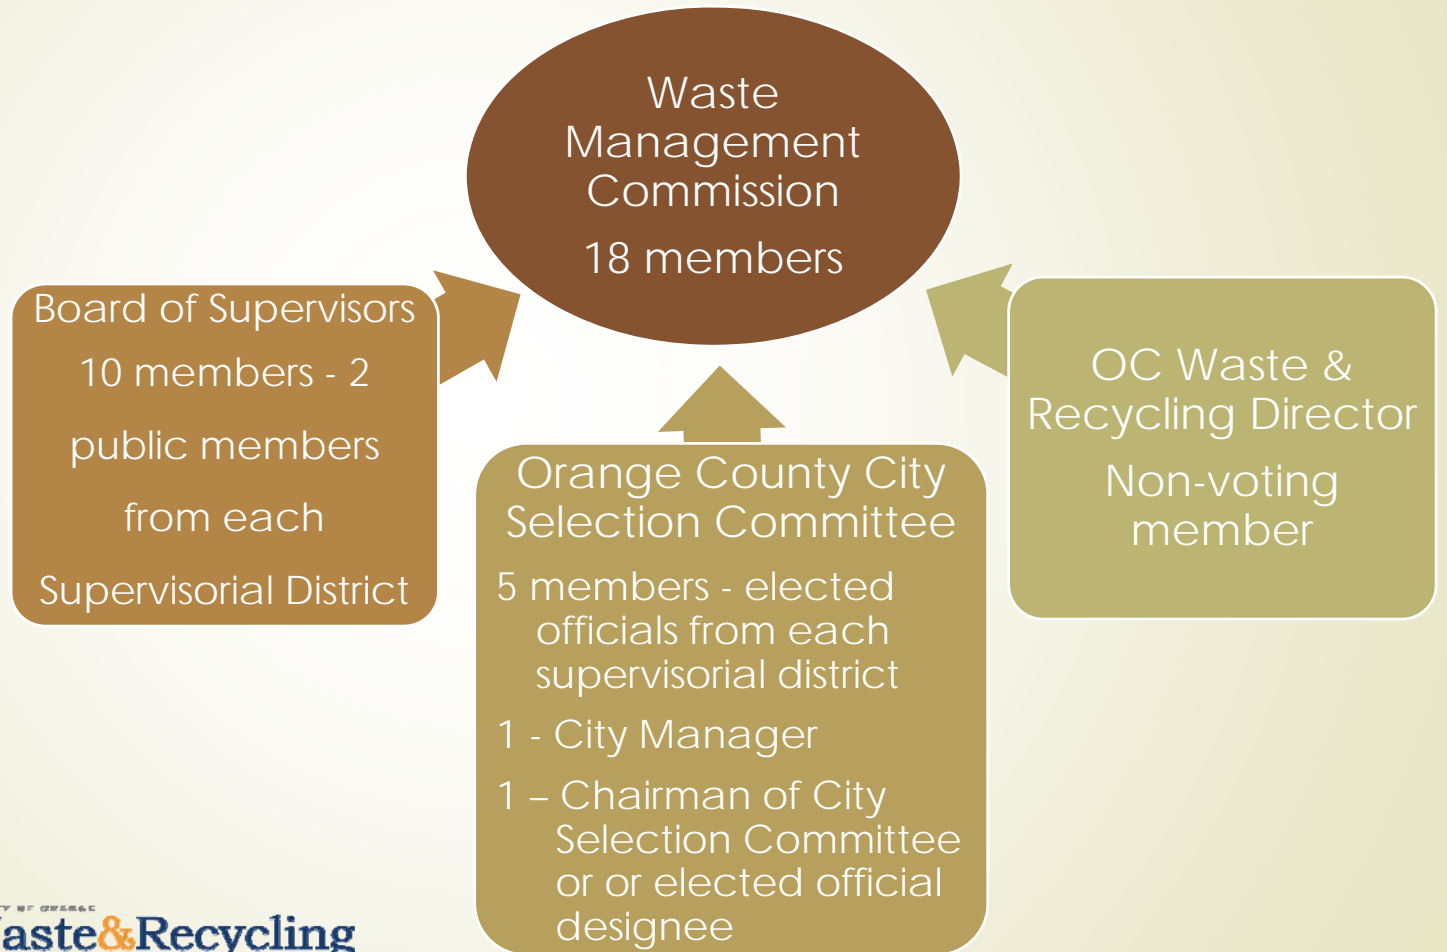 Waste
Management
Commission
18 members
Board of Supervisors
10 members - 2
public members
from each
Supervisorial District
Orange County City
Selection Committee
5 members - elected
officials from each
supervisorial district
1 - City Manager
1 – Chairman of City
Selection Committee
or or elected official
designee
OC Waste &
Recycling Director
Non-voting
member
aste&Recycling